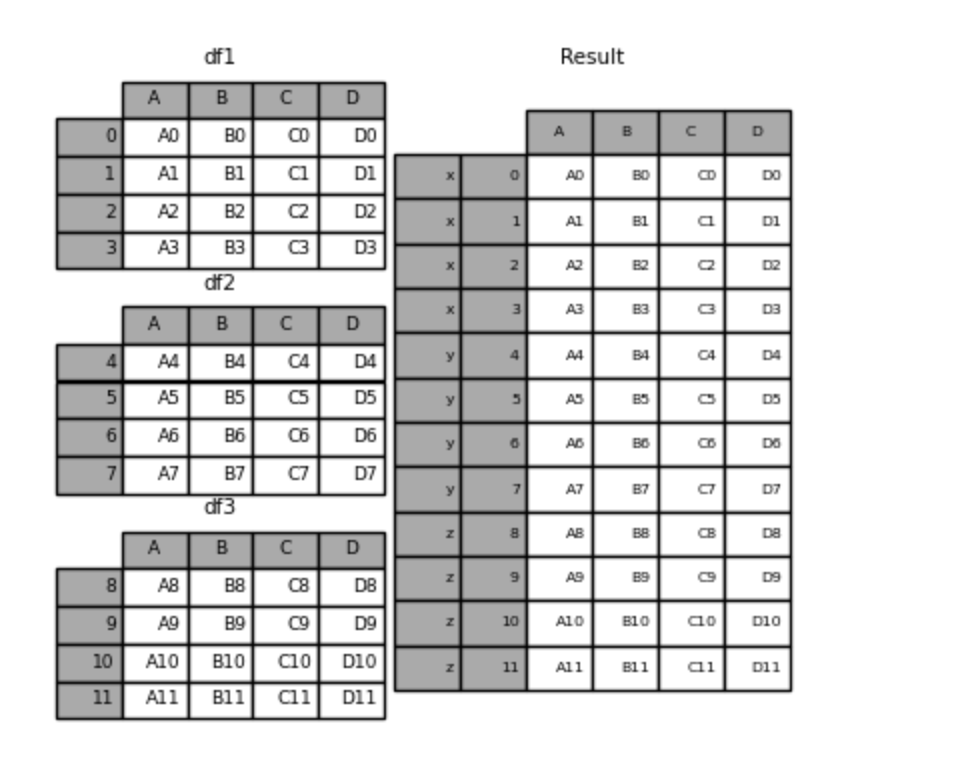 df1
A B C D
0 A0 B0 C0 D0
1 A1 B1 C1 D1
2 A2 B2 C2 D2
3 A3 B3 C3 D3
df2
A B C D
4 A4 B4 C4 D4
5 A5 B5 C5 D5
6 A6 B6 C6 D6
7 A7 B7 C7 D7
df3
A B C D
8 A8 B8 C8 D8
9 A9 B9 C9 D9
10 A10 B10 C10 D10
11 A11 B11 C11 D11
Result
A B C D
x 0 A0 B0 C0 D0
x 1 A1 B1 C1 D1
x 2 A2 B2 C2 D2
x 3 A3 B3 C3 D3
y 4 A4 B4 C4 D4
y 5 A5 B5 C5 D5
y 6 A6 B6 C6 D6
y 7 A7 B7 C7 D7
z 8 A8 B8 C8 D8
z 9 A9 B9 C9 D9
z 10 A10 B10 C10 D10
z 11 A11 B11 C11 D11